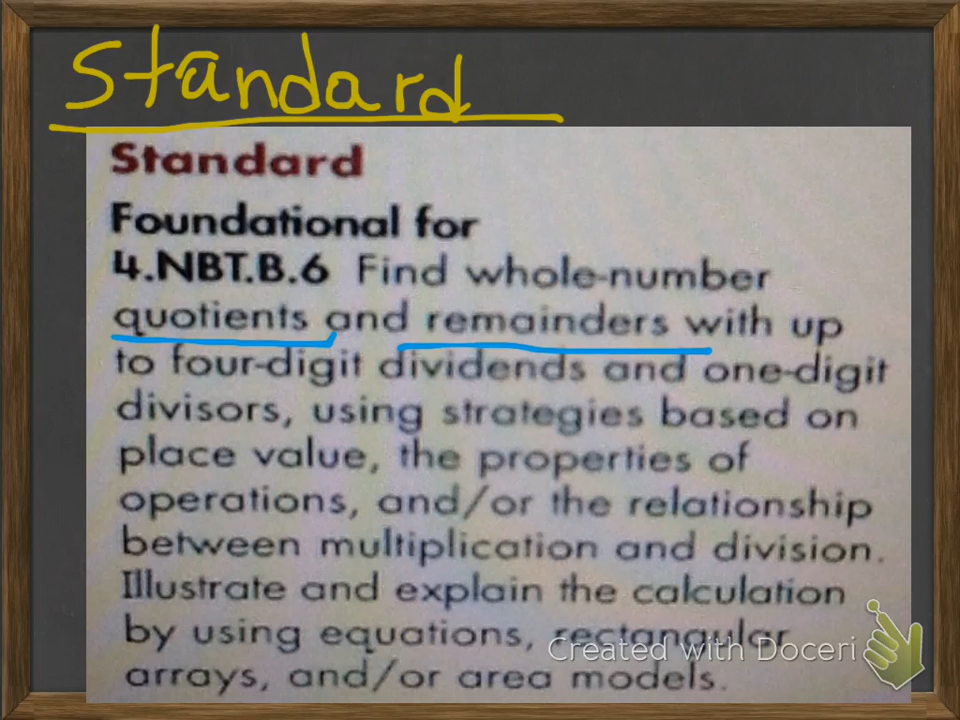 Standard
Standard
Foundational for
4.NBT.B.6 Find whole-number
quotients and remainders with up
to four-digit dividends and one-digit
divisors, using strategies based on
place value, the properties of
operations, and/or the relationship
between multiplication and division.
Illustrate and explain the calculation
by using equations, rectangular
Created with Doceri
arrays, and/or area models.